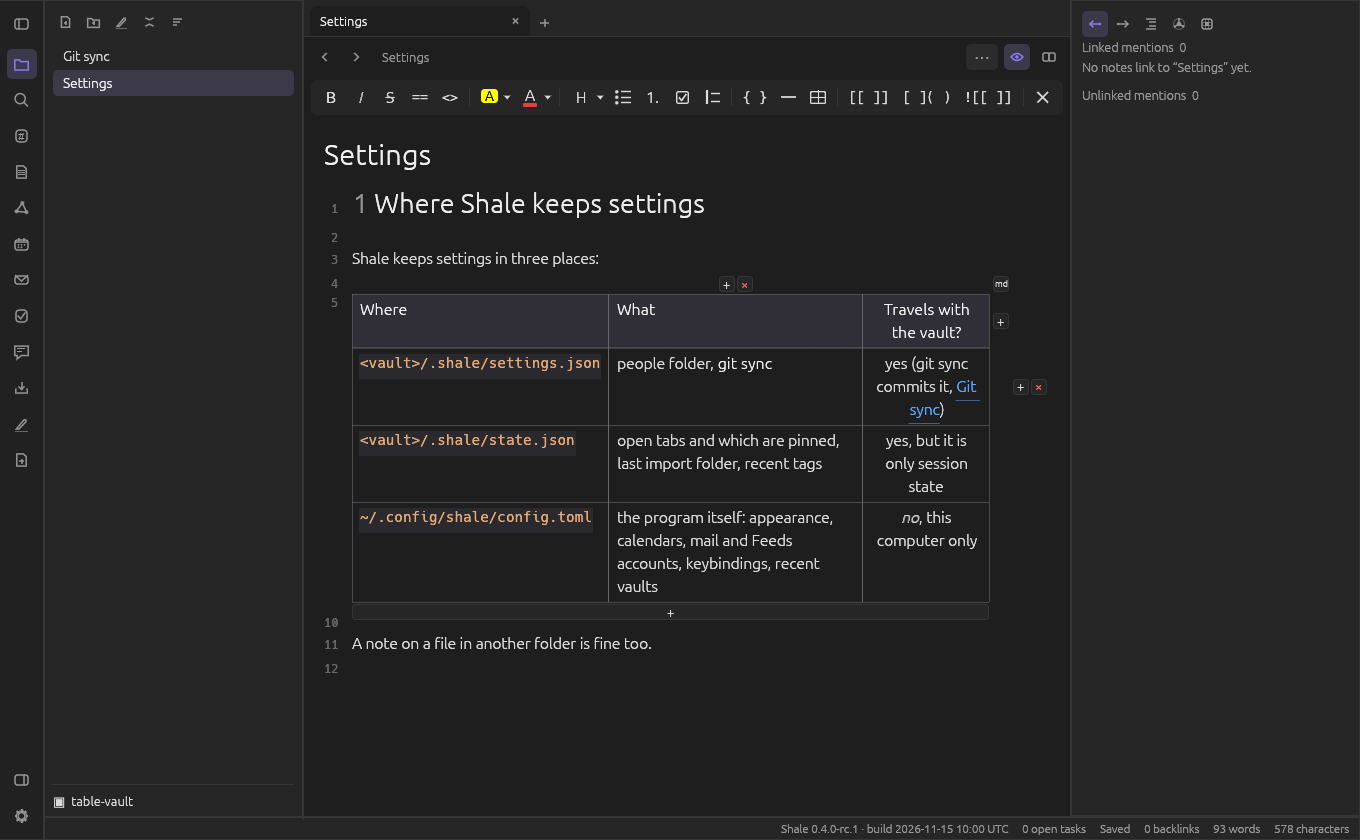 Settings
×
+
Git sync
Settings
Settings
…
B I S == <> A A H 1. { } — [[ ]] [ ]( ) ![[ ]] ×
Linked mentions 0
No notes link to “Settings” yet.
Unlinked mentions 0
Settings
1 1 Where Shale keeps settings
2
3 Shale keeps settings in three places:
4
+ × md
5
Where What Travels with
the vault?
+
<vault>/.shale/settings.json people folder, git sync yes (git sync
commits it, Git
sync)
+ ×
<vault>/.shale/state.json open tabs and which are pinned, yes, but it is
last import folder, recent tags only session
state
~/.config/shale/config.toml the program itself: appearance, no, this
calendars, mail and Feeds computer only
accounts, keybindings, recent
vaults
+
10
11 A note on a file in another folder is fine too.
12
table-vault
Shale 0.4.0-rc.1 · build 2026-11-15 10:00 UTC 0 open tasks Saved 0 backlinks 93 words 578 characters